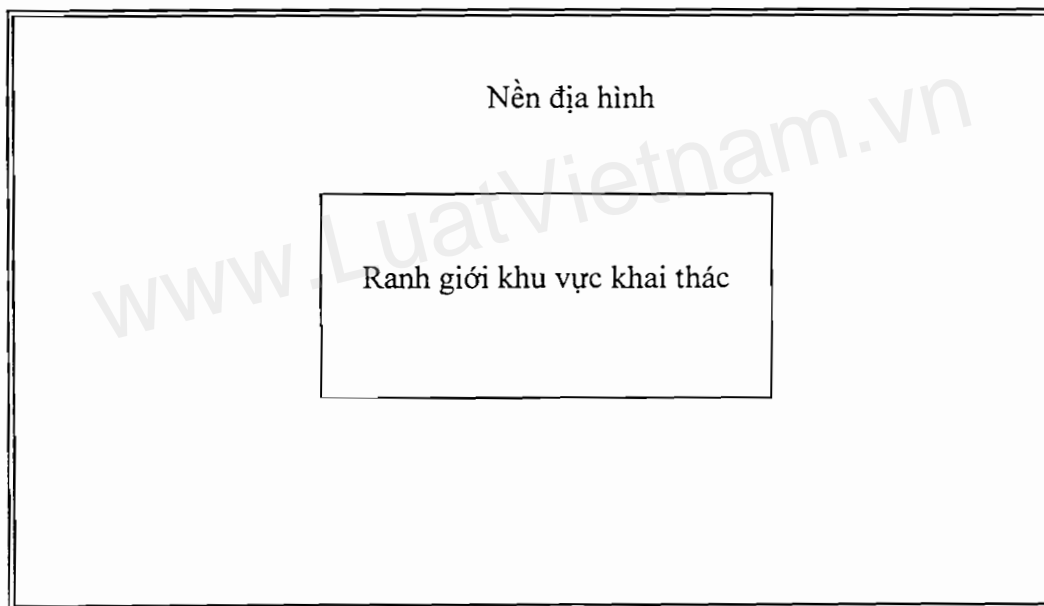 Nền địa hình
www.LuatVietnam.vn
Ranh giới khu vực khai thác